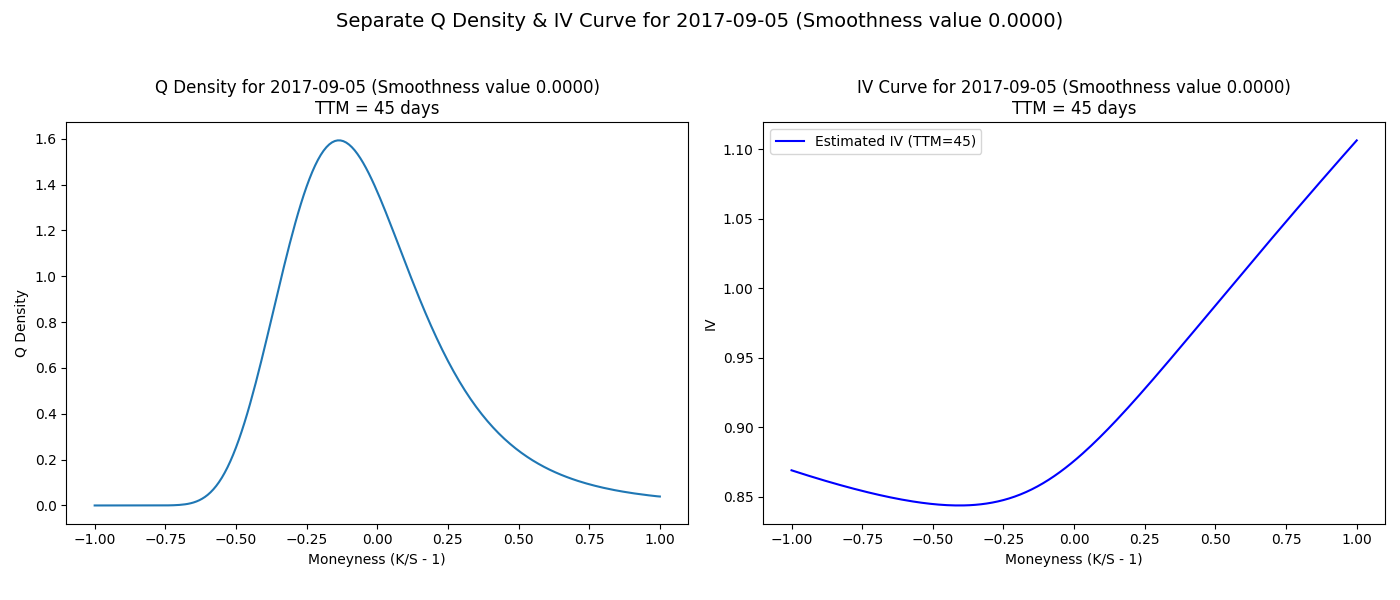 Separate Q Density & IV Curve for 2017-09-05 (Smoothness value 0.0000)
Q Density for 2017-09-05 (Smoothness value 0.0000)
TTM = 45 days
1.6
1.4
1.2
1.0
0.8
0.6
0.4
0.2
0.0
Q Density
−1.00 −0.75 −0.50 −0.25 0.00 0.25 0.50 0.75 1.00
Moneyness (K/S - 1)
IV Curve for 2017-09-05 (Smoothness value 0.0000)
TTM = 45 days
Estimated IV (TTM=45)
1.10
1.05
1.00
0.95
0.90
0.85
IV
−1.00 −0.75 −0.50 −0.25 0.00 0.25 0.50 0.75 1.00
Moneyness (K/S - 1)